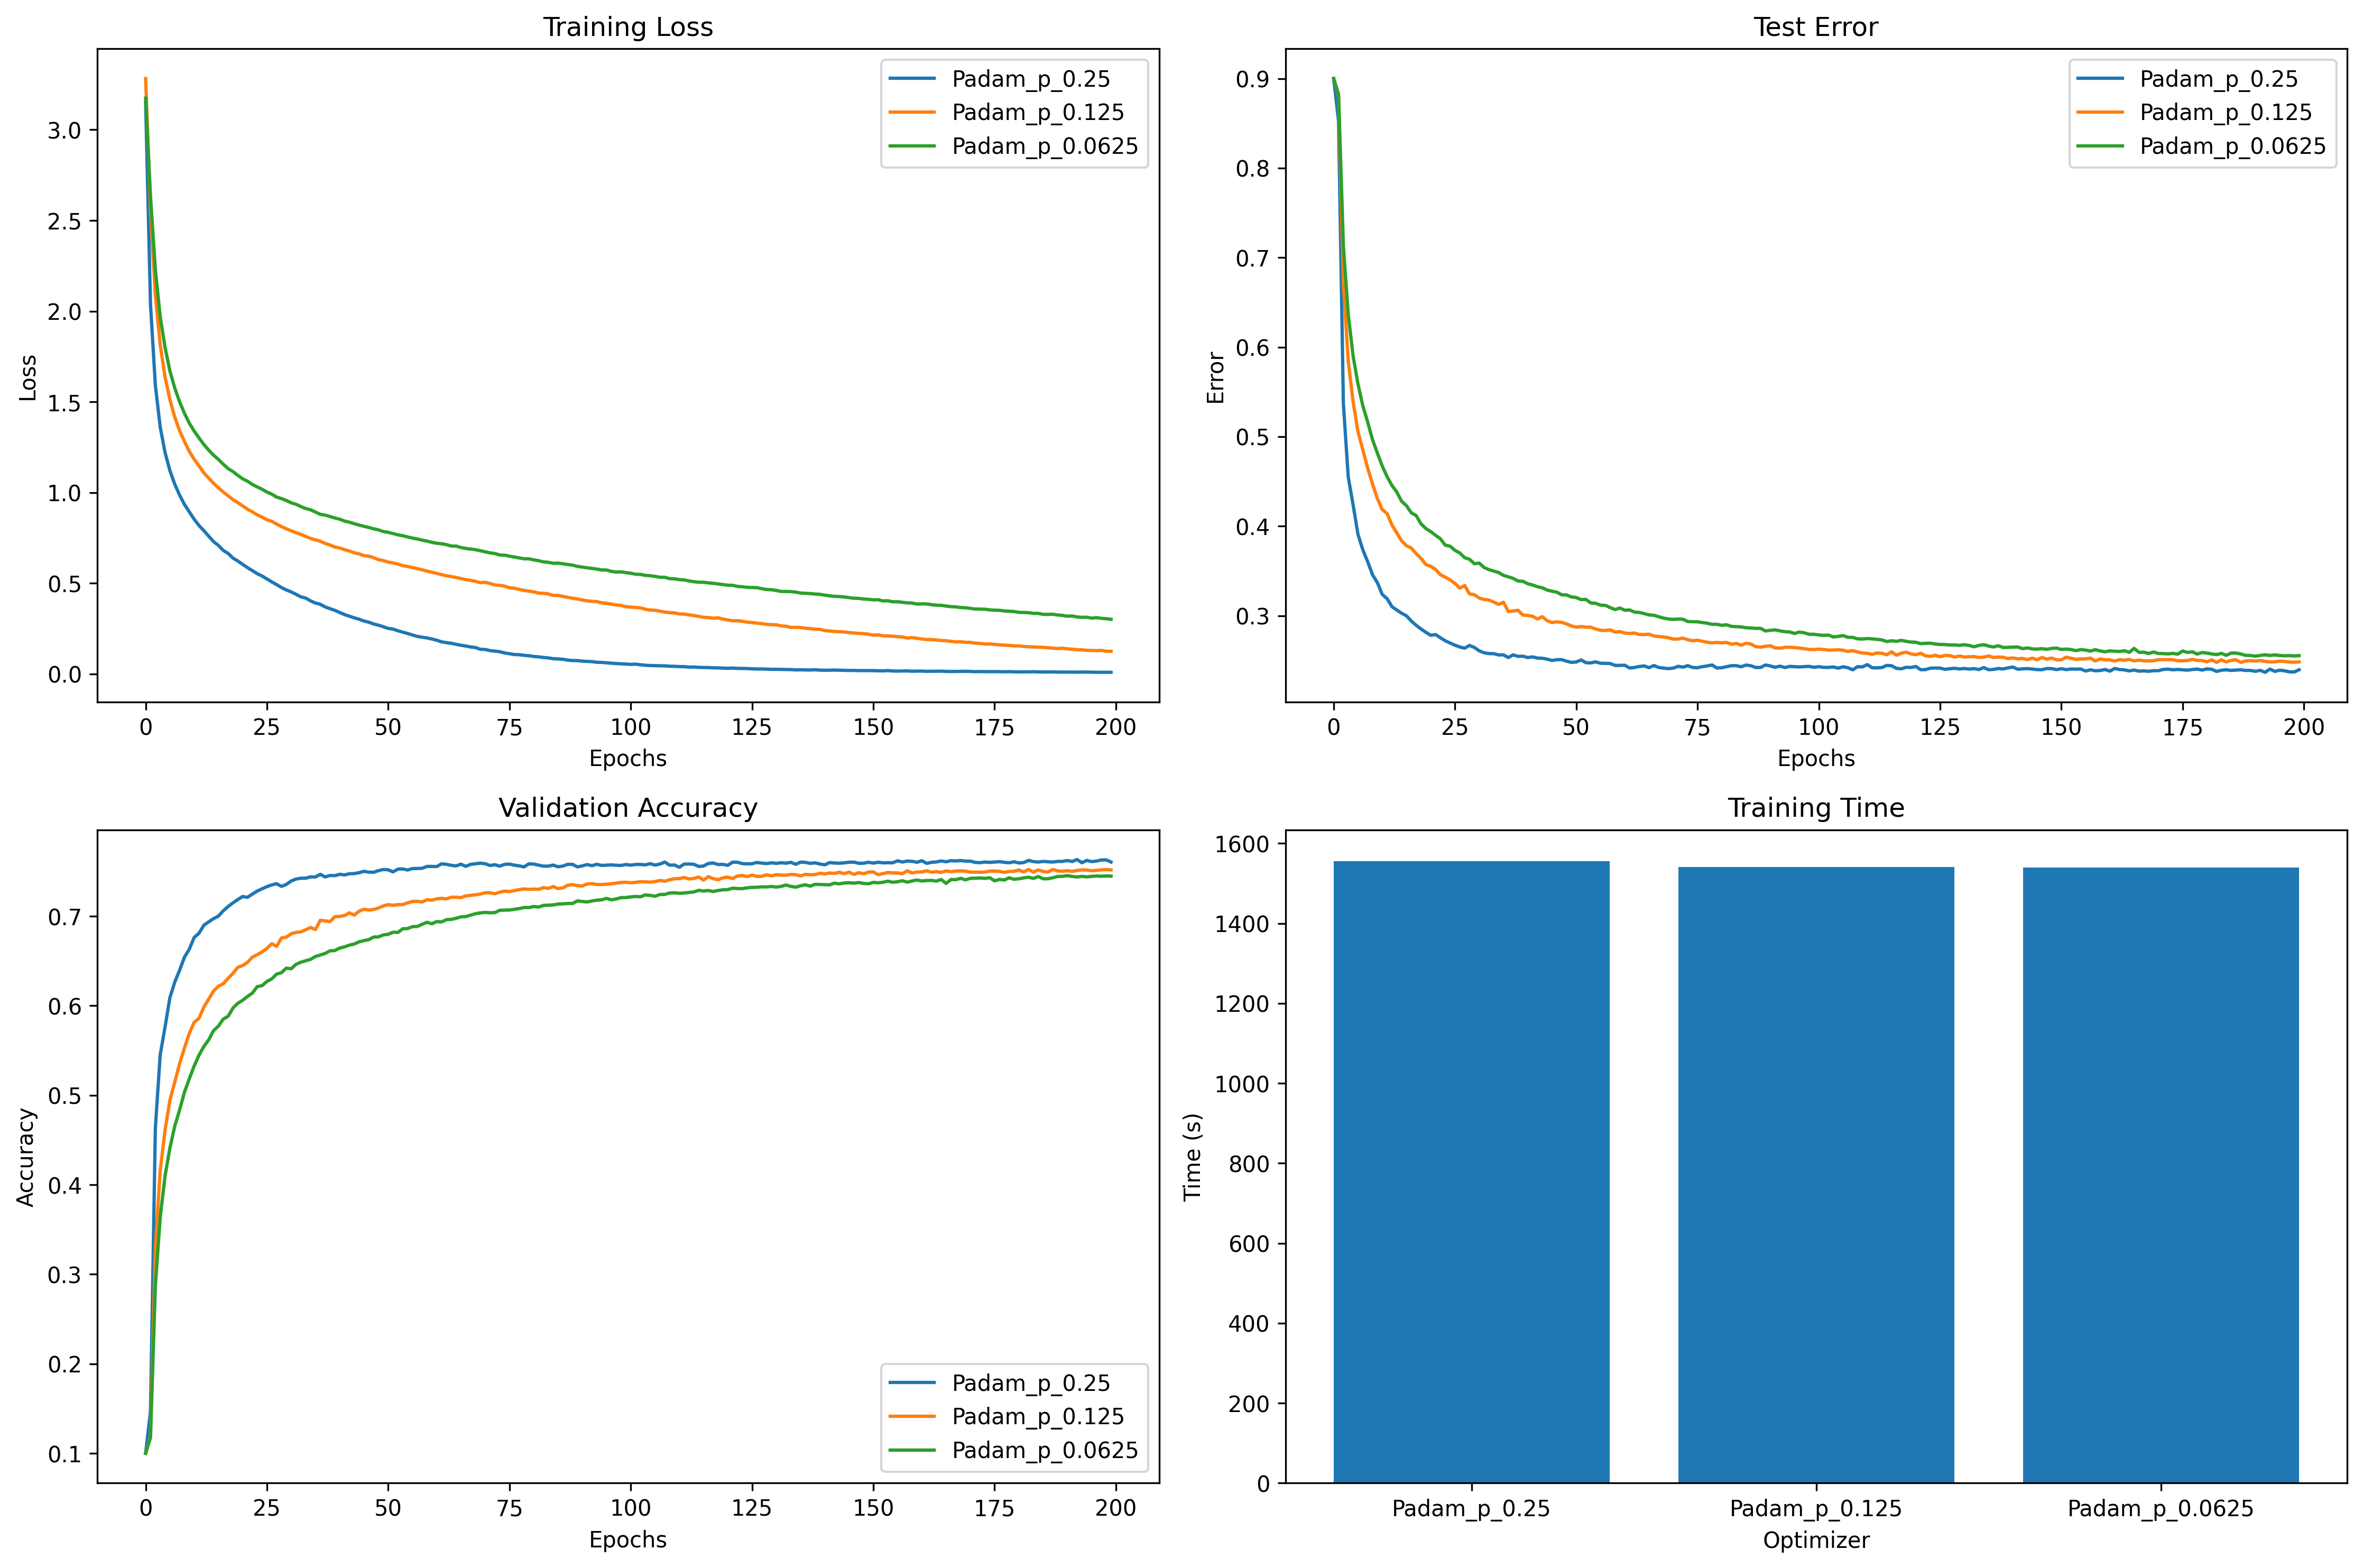 Training Loss
Loss
3.0
2.5
2.0
1.5
1.0
0.5
0.0
0 25 50 75 100 125 150 175 200
Epochs
Padam_p_0.25
Padam_p_0.125
Padam_p_0.0625
Test Error
Error
0.9
0.8
0.7
0.6
0.5
0.4
0.3
0 25 50 75 100 125 150 175 200
Epochs
Padam_p_0.25
Padam_p_0.125
Padam_p_0.0625
Validation Accuracy
Accuracy
0.7
0.6
0.5
0.4
0.3
0.2
0.1
0 25 50 75 100 125 150 175 200
Epochs
Padam_p_0.25
Padam_p_0.125
Padam_p_0.0625
Training Time
Time (s)
1600
1400
1200
1000
800
600
400
200
0
Padam_p_0.25 Padam_p_0.125 Padam_p_0.0625
Optimizer